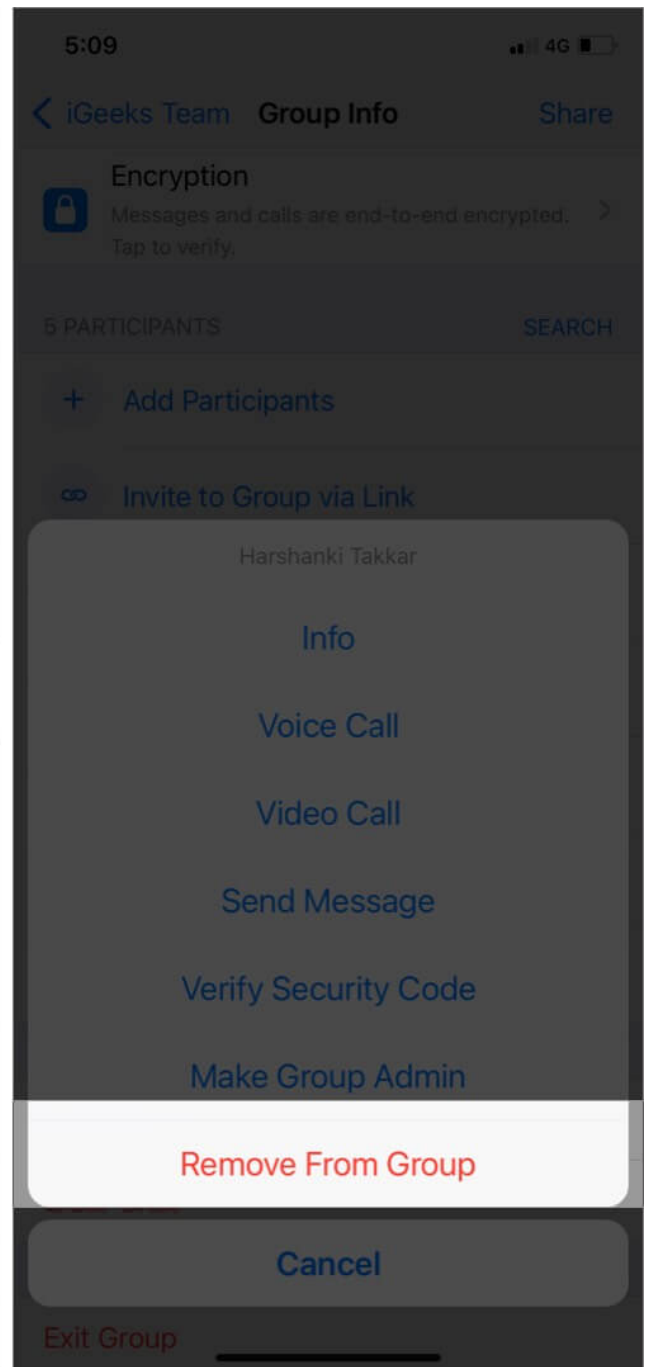 5:09
4G
iGeeks Team Group Info Share
Encryption
Messages and calls are end-to-end encrypted.
Tap to verify.
5 PARTICIPANTS SEARCH
+ Add Participants
Invite to Group via Link
Harshanki Takkar
Info
Voice Call
Video Call
Send Message
Verify Security Code
Make Group Admin
Remove From Group
Cancel
Exit Group